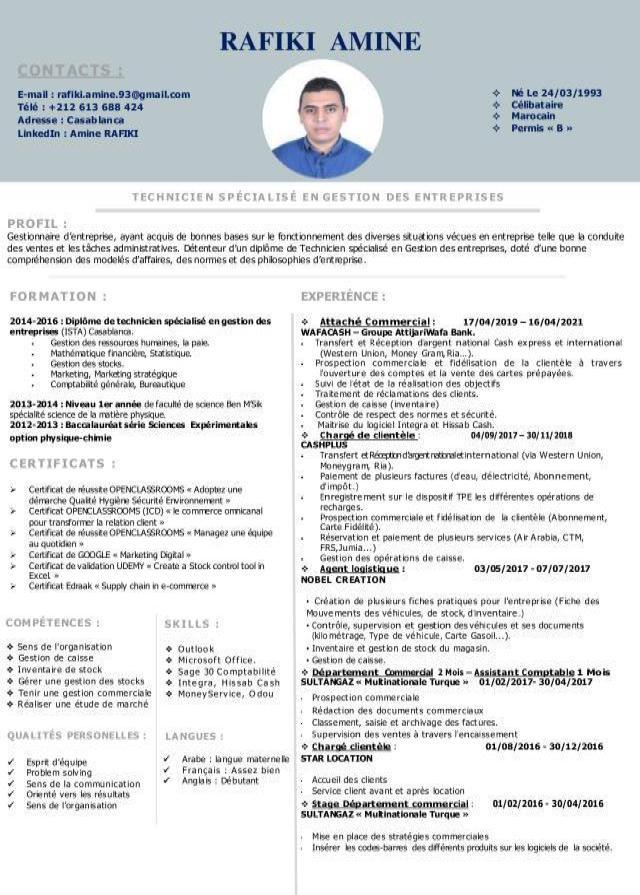 RAFIKI AMINE
CONTACTS :
E-mail : rafiki.amine.93@gmail.com
Télé : +212 613 688 424
Adresse : Casablanca
LinkedIn : Amine RAFIKI
❖ Né Le 24/03/1993
❖ Célibataire
❖ Marocain
❖ Permis « B »
TECHNICIEN SPÉCIALISÉ EN GESTION DES ENTREPRISES
PROFIL :
Gestionnaire d'entreprise, ayant acquis de bonnes bases sur le fonctionnement des diverses situations vécues en entreprise telle que la conduite
des ventes et les tâches administratives. Détenteur d'un diplôme de Technicien spécialisé en Gestion des entreprises, doté d'une bonne
compréhension des modelés d'affaires, des normes et des philosophies d'entreprise.
FORMATION :
2014-2016 : Diplôme de technicien spécialisé en gestion des
entreprises (ISTA) Casablanca.
• Gestion des ressources humaines, la paie.
• Mathématique financière, Statistique.
• Gestion des stocks.
• Marketing, Marketing stratégique
• Comptabilité générale, Bureautique
2013-2014 : Niveau 1er année de faculté de science Ben M'Sik
spécialité science de la matière physique.
2012-2013 : Baccalauréat série Sciences Expérimentales
option physique-chimie
CERTIFICATS :
➢ Certificat de réussite OPENCLASSROOMS « Adoptez une
démarche Qualité Hygiène Sécurité Environnement »
➢ Certificat OPENCLASSROOMS (ICD) « le commerce omnicanal
pour transformer la relation client »
➢ Certificat de réussite OPENCLASSROOMS « Managez une équipe
au quotidien »
➢ Certificat de GOOGLE « Marketing Digital »
➢ Certificat de validation UDEMY « Create a Stock control tool in
Excel »
➢ Certificat Edraak « Supply chain in e-commerce »
COMPÉTENCES :
❖ Sens de l'organisation
❖ Gestion de caisse
❖ Inventaire de stock
❖ Gérer une gestion des stocks
❖ Tenir une gestion commerciale
❖ Réaliser une étude de marché
SKILLS :
❖ Outlook
❖ Microsoft Office.
❖ Sage 30 Comptabilité
❖ Integra, Hissab Cash
❖ MoneyService, Odou
QUALITÉS PERSONELLES :
✓ Esprit d'équipe
✓ Problem solving
✓ Sens de la communication
✓ Orienté vers les résultats
✓ Sens de l'organisation
LANGUES :
✓ Arabe : langue maternelle
✓ Français : Assez bien
✓ Anglais : Débutant
EXPERIÈNCE :
❖ Attaché Commercial : 17/04/2019 – 16/04/2021
WAFACASH – Groupe AttijariWafa Bank.
• Transfert et Réception d'argent national Cash express et international
(Western Union, Money Gram, Ria...).
• Prospection commerciale et fidélisation de la clientèle à travers
l'ouverture des comptes et la vente des cartes prépayées.
• Suivi de l'état de la réalisation des objectifs
• Traitement de réclamations des clients.
• Gestion de caisse (inventaire)
• Contrôle de respect des normes et sécurité.
• Maitrise du logiciel Integra et Hissab Cash.
❖ Chargé de clientèle : 04/09/2017 – 30/11/2018
CASHPLUS
• Transfert et Réception d'argent national et international (via Western Union,
Moneygram, Ria).
• Paiement de plusieurs factures (d'eau, délectricité, Abonnement,
d'impôt.)
• Enregistrement sur le dispositif TPE les différentes opérations de
recharges.
• Prospection commerciale et fidélisation de la clientèle (Abonnement,
Carte Fidélité).
• Réservation et paiement de plusieurs services (Air Arabia, CTM,
FRS,Jumia...)
• Gestion des opérations de caisse.
❖ Agent logistique : 03/05/2017 - 07/07/2017
NOBEL CREATION
• Création de plusieurs fiches pratiques pour l'entreprise (Fiche des
Mouvements des véhicules, de stock, d'inventaire.)
• Contrôle, supervision et gestion des véhicules et ses documents
(kilométrage, Type de véhicule, Carte Gasoil...).
• Inventaire et gestion de stock du magasin.
• Gestion de caisse.
❖ Département Commercial 2 Mois – Assistant Comptable 1 Mois
SULTANGAZ « Multinationale Turque » 01/02/2017- 30/04/2017
• Prospection commerciale
• Rédaction des documents commerciaux
• Classement, saisie et archivage des factures.
• Supervision des ventes à travers l'encaissement
❖ Chargé clientèle : 01/08/2016 - 30/12/2016
STAR LOCATION
• Accueil des clients
• Service client avant et après location
❖ Stage Département commercial : 01/02/2016 - 30/04/2016
SULTANGAZ « Multinationale Turque »
• Mise en place des stratégies commerciales
• Insérer les codes-barres des différents produits sur les logiciels de la société.